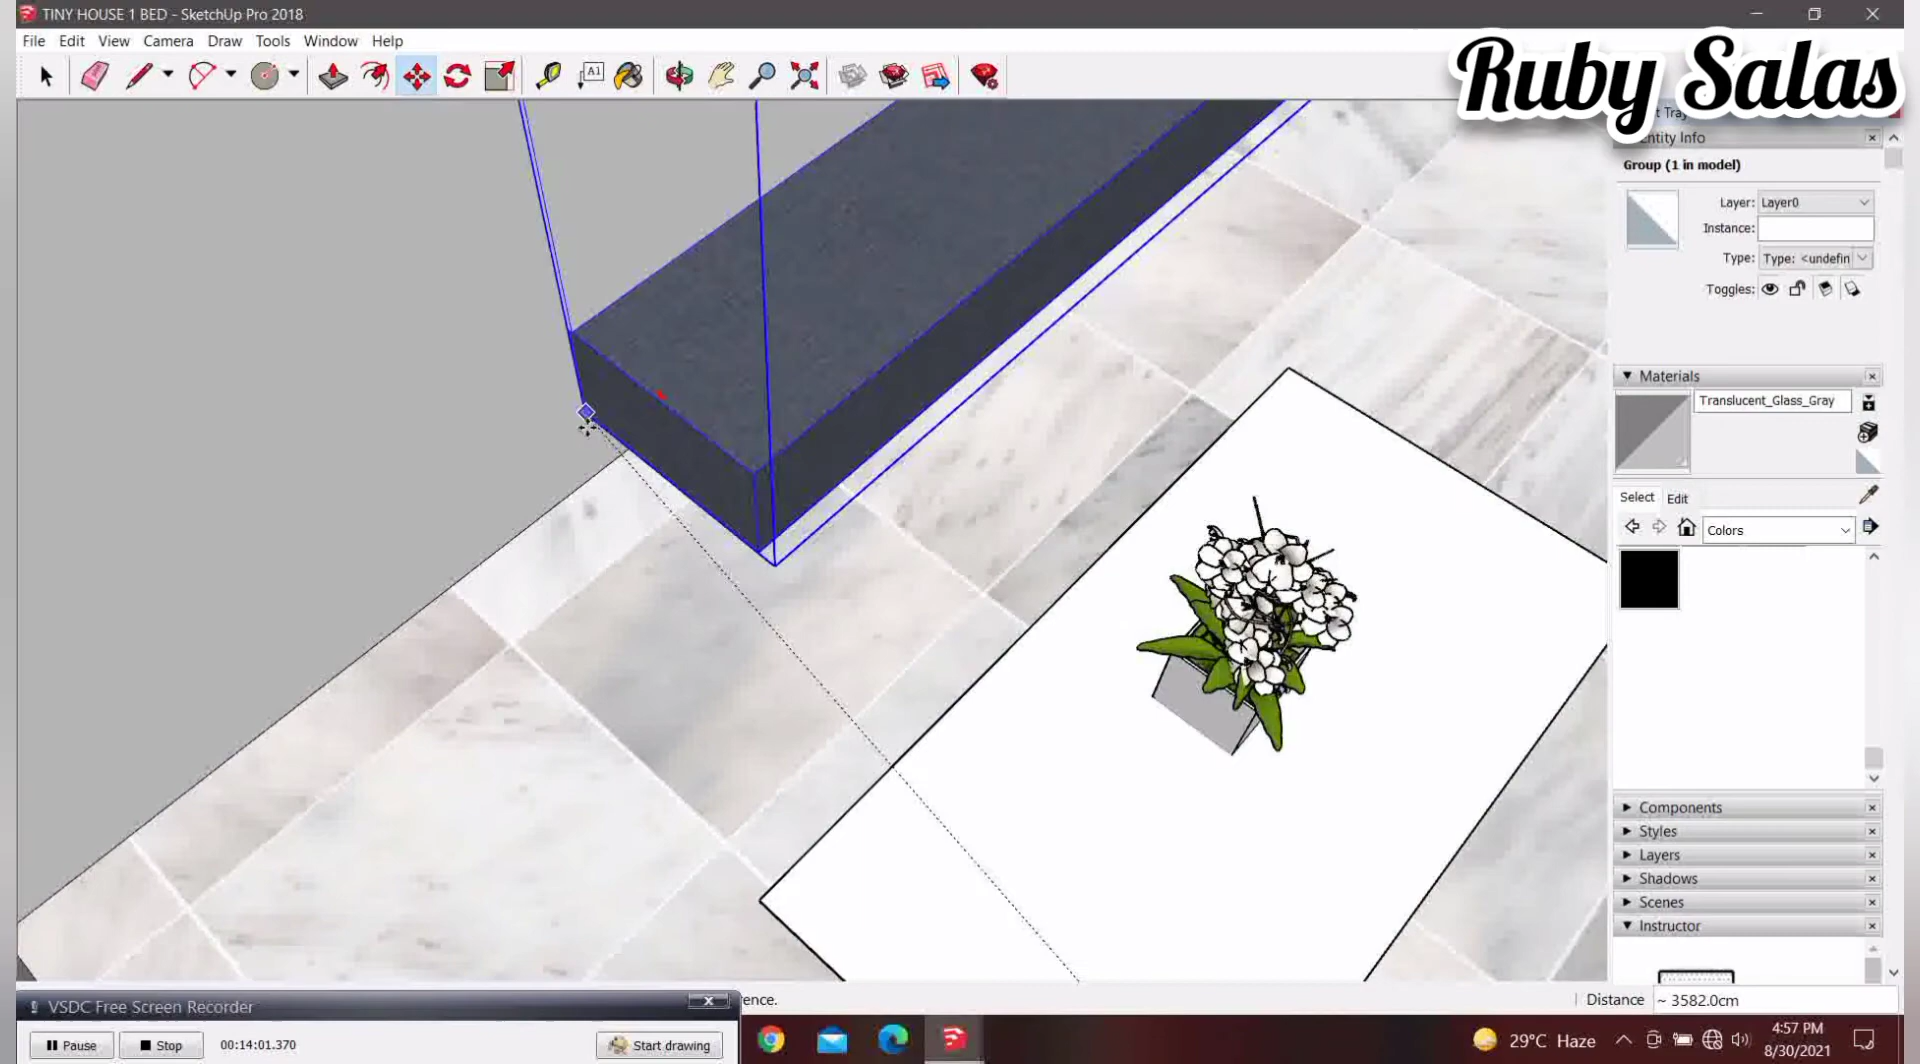 TINY HOUSE 1 BED - SketchUp Pro 2018
File Edit View Camera Draw Tools Window Help
Ruby Salas
A1
Tray
Entity Info
Group (1 in model)
Layer: Layer0
Instance:
Type: Type: <undefin
Toggles:
Materials
Translucent_Glass_Gray
Select Edit
Colors
Components
Styles
Layers
Shadows
Scenes
Instructor
VSDC Free Screen Recorder
ence.
Distance ~ 3582.0cm
Pause Stop 00:14:01.370 Start drawing
29°C Haze
4:57 PM
8/30/2021